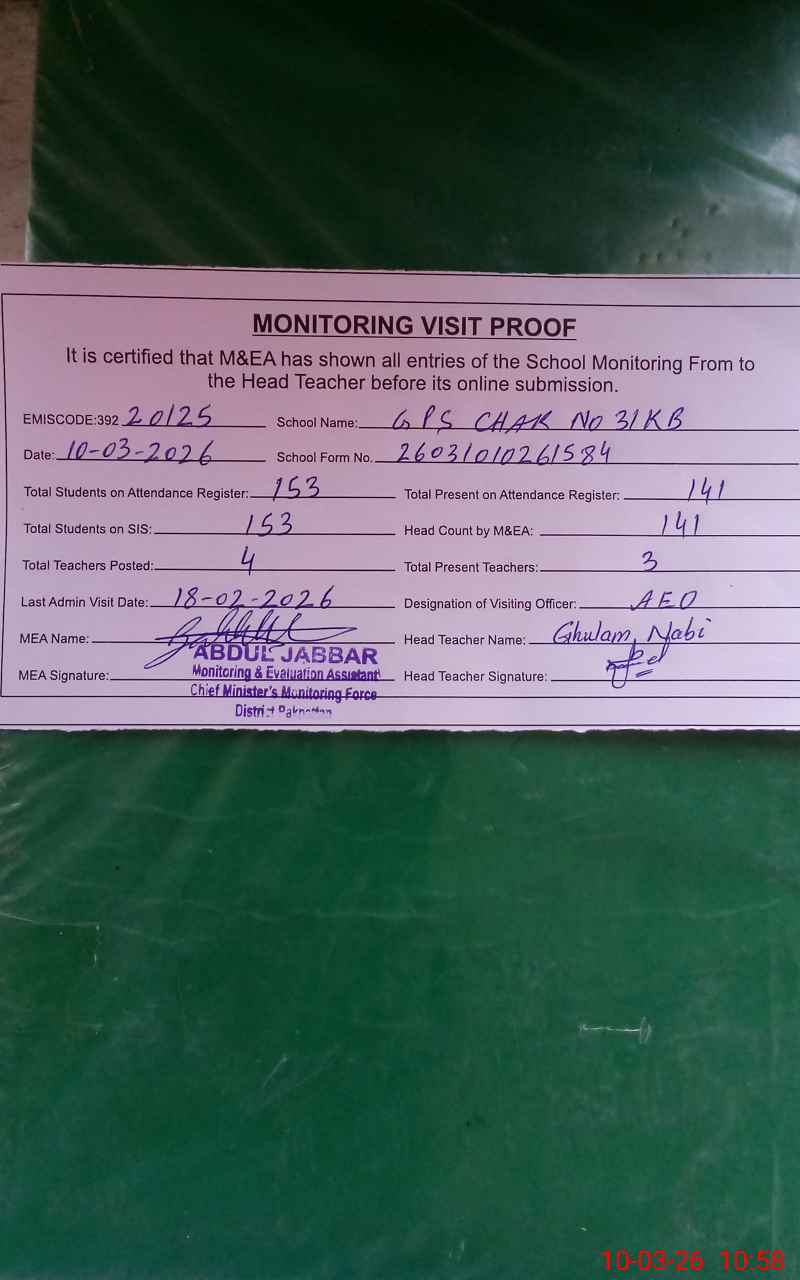 MONITORING VISIT PROOF
It is certified that M&EA has shown all entries of the School Monitoring From to
the Head Teacher before its online submission.
EMISCODE:392 20125 School Name: GPS CHAK NO 31 KB
Date: 10-03-2026 School Form No. 26031010261584
Total Students on Attendance Register: 153 Total Present on Attendance Register: 141
Total Students on SIS: 153 Head Count by M&EA: 141
Total Teachers Posted: 4 Total Present Teachers: 3
Last Admin Visit Date: 18-02-2026 Designation of Visiting Officer: AEO
MEA Name: Head Teacher Name: Ghulam Nabi
ABDUL JABBAR
MEA Signature: Monitoring & Evaluation Assistant Head Teacher Signature:
Chief Minister's Monitoring Force
District Pakpattan
10-03-26 10:58